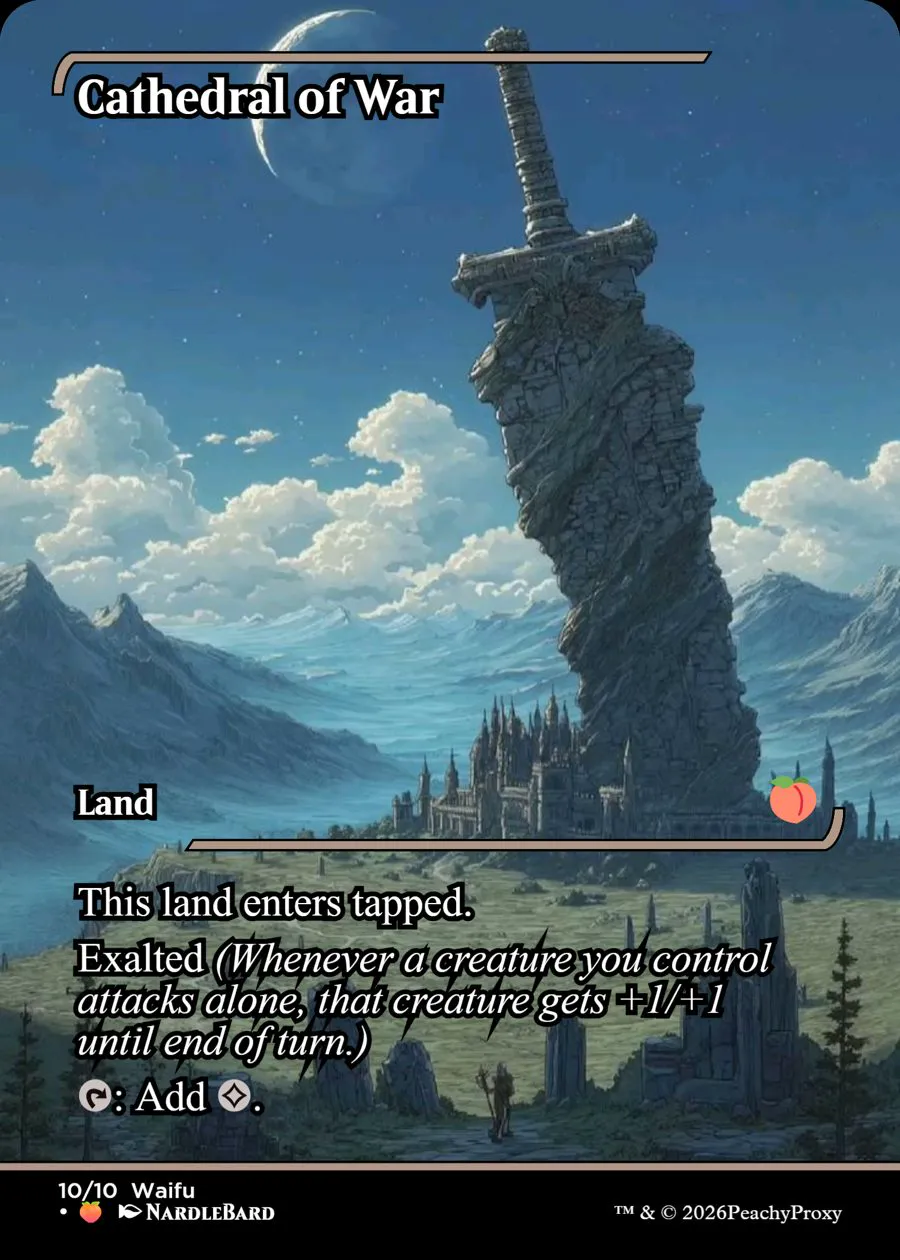 Cathedral of War
Land
This land enters tapped.
Exalted (Whenever a creature you control
attacks alone, that creature gets +1/+1
until end of turn.)
: Add .
10/10 Waifu
• NARDLEBARD
™ & © 2026PeachyProxy